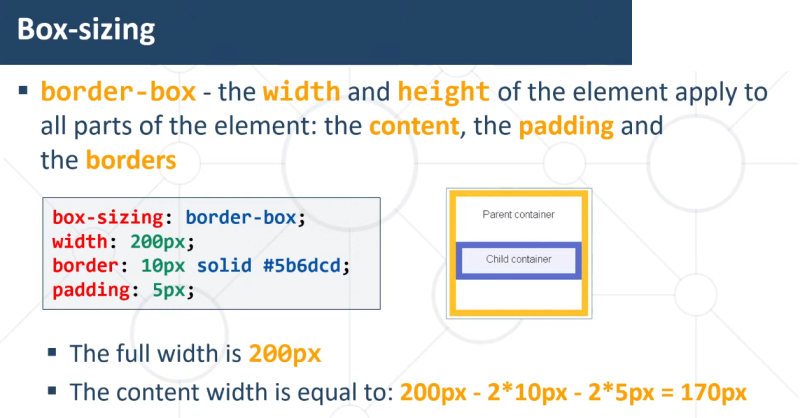 Box-sizing
▪ border-box - the width and height of the element apply to
all parts of the element: the content, the padding and
the borders
box-sizing: border-box;
width: 200px;
border: 10px solid #5b6dcd;
padding: 5px;
Parent container
Child container
▪ The full width is 200px
▪ The content width is equal to: 200px - 2*10px - 2*5px = 170px